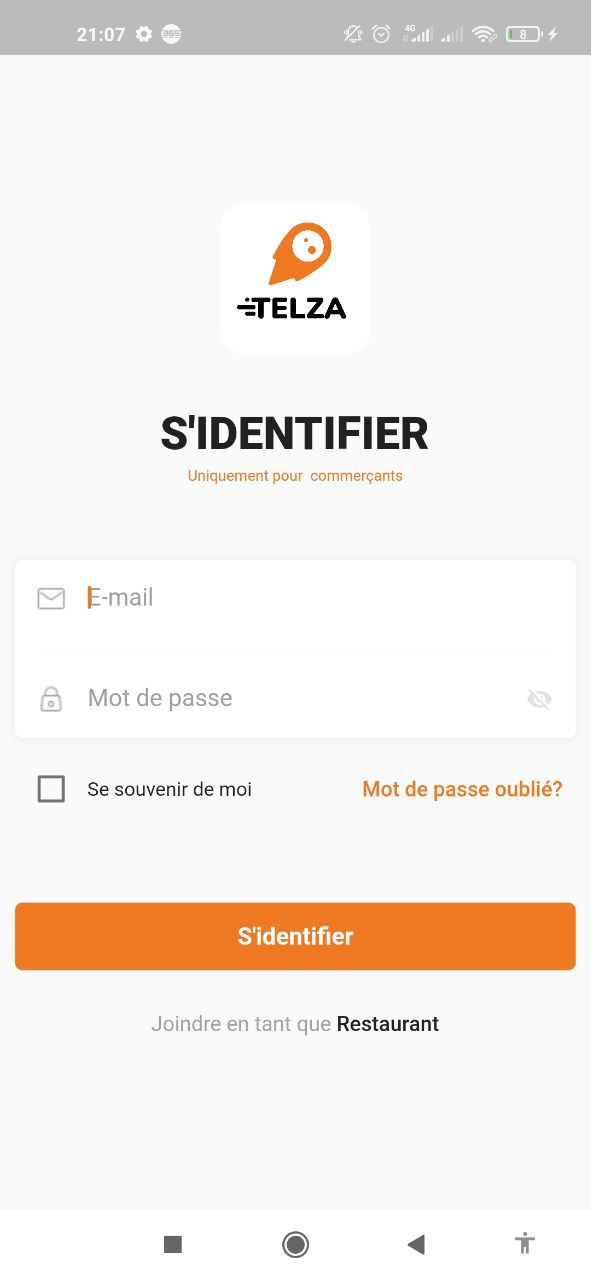 21:07
365
4G
8
TELZA
S'IDENTIFIER
Uniquement pour  commerçants
E-mail
Mot de passe
Se souvenir de moi
Mot de passe oublié?
S'identifier
Joindre en tant que Restaurant